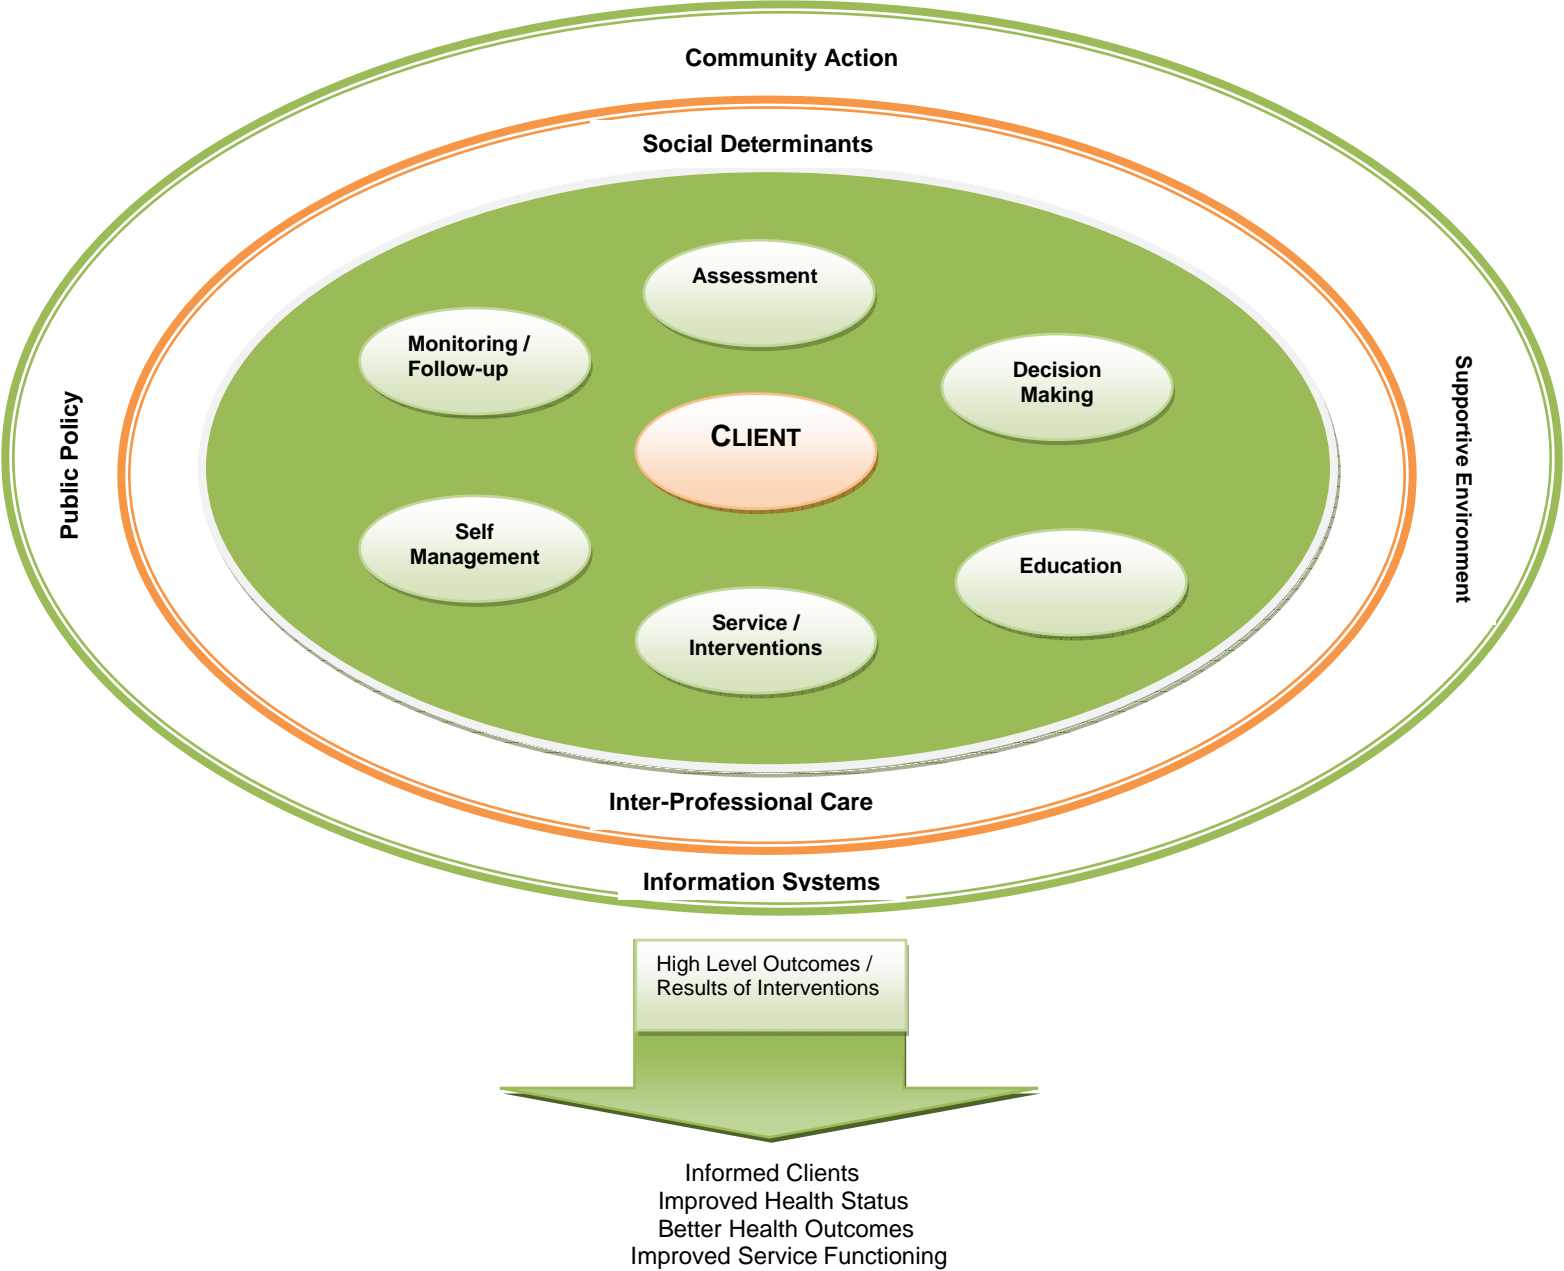 Community Action
Social Determinants
Assessment
Monitoring /
Follow-up
Decision
Making
CLIENT
Public Policy
Supportive Environment
Self
Management
Education
Service /
Interventions
Inter-Professional Care
Information Systems
High Level Outcomes /
Results of Interventions
Informed Clients
Improved Health Status
Better Health Outcomes
Improved Service Functioning